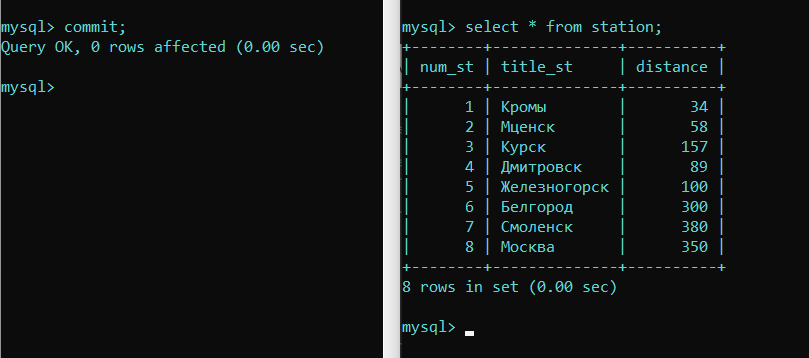 mysql> commit;
Query OK, 0 rows affected (0.00 sec)
mysql>
mysql> select * from station;
+--------+--------------+----------+
| num_st | title_st     | distance |
+--------+--------------+----------+
|      1 | Кромы        |       34 |
|      2 | Мценск       |       58 |
|      3 | Курск        |      157 |
|      4 | Дмитровск    |       89 |
|      5 | Железногорск |      100 |
|      6 | Белгород     |      300 |
|      7 | Смоленск     |      380 |
|      8 | Москва       |      350 |
+--------+--------------+----------+
8 rows in set (0.00 sec)
mysql>